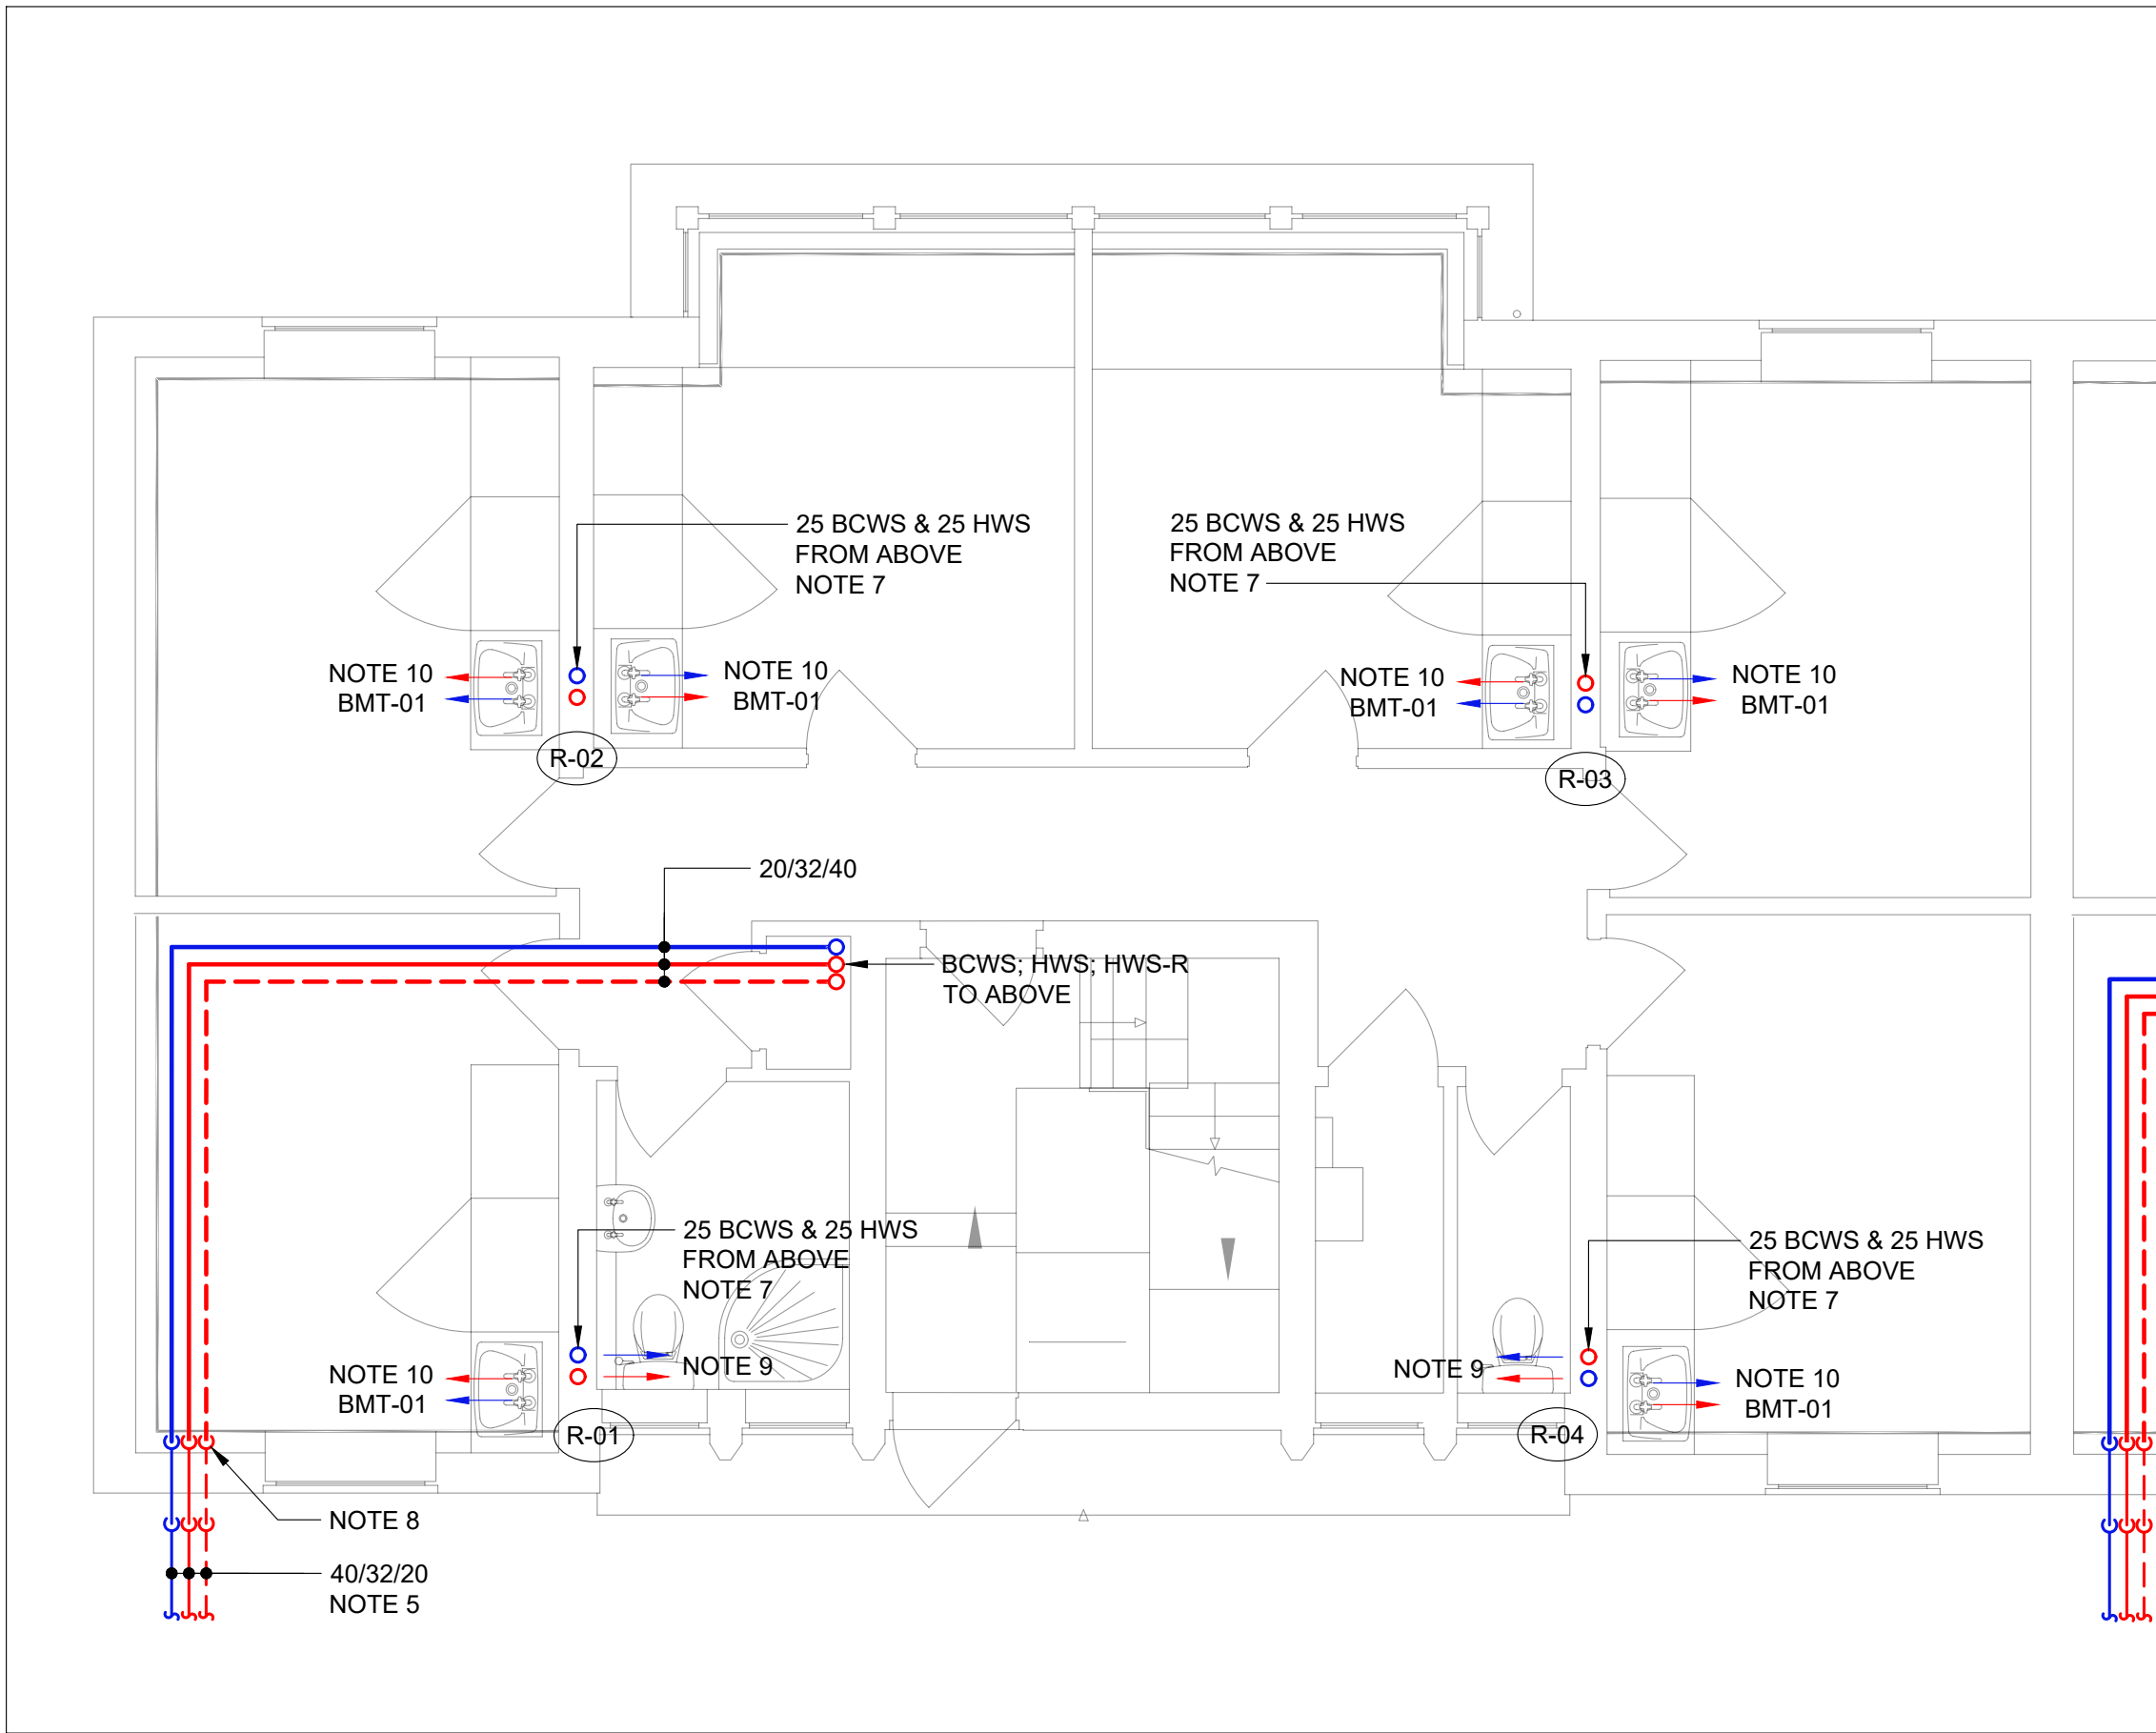 25 BCWS & 25 HWS
FROM ABOVE
NOTE 7
25 BCWS & 25 HWS
FROM ABOVE
NOTE 7
NOTE 10
BMT-01
NOTE 10
BMT-01
NOTE 10
BMT-01
NOTE 10
BMT-01
R-02
R-03
20/32/40
BCWS; HWS; HWS-R
TO ABOVE
25 BCWS & 25 HWS
FROM ABOVE
NOTE 7
25 BCWS & 25 HWS
FROM ABOVE
NOTE 7
NOTE 10
BMT-01
NOTE 9
NOTE 9
NOTE 10
BMT-01
R-01
R-04
NOTE 8
40/32/20
NOTE 5